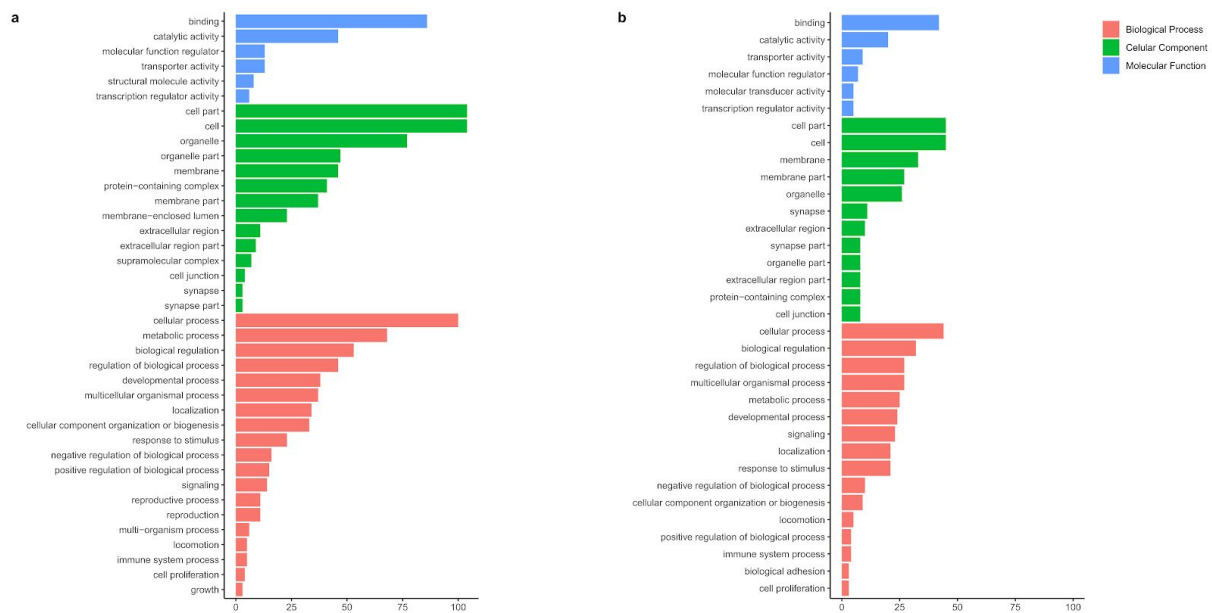 a
binding
catalytic activity
molecular function regulator
transporter activity
structural molecule activity
transcription regulator activity
cell part
cell
organelle
organelle part
membrane
protein−containing complex
membrane part
membrane−enclosed lumen
extracellular region
extracellular region part
supramolecular complex
cell junction
synapse
synapse part
cellular process
metabolic process
biological regulation
regulation of biological process
developmental process
multicellular organismal process
localization
cellular component organization or biogenesis
response to stimulus
negative regulation of biological process
positive regulation of biological process
signaling
reproductive process
reproduction
multi−organism process
locomotion
immune system process
cell proliferation
growth
0 25 50 75 100
b
binding
catalytic activity
transporter activity
molecular function regulator
molecular transducer activity
transcription regulator activity
cell part
cell
membrane
membrane part
organelle
synapse
extracellular region
synapse part
organelle part
extracellular region part
protein−containing complex
cell junction
cellular process
biological regulation
regulation of biological process
multicellular organismal process
metabolic process
developmental process
signaling
localization
response to stimulus
negative regulation of biological process
cellular component organization or biogenesis
locomotion
positive regulation of biological process
immune system process
biological adhesion
cell proliferation
0 25 50 75 100
Biological Process
Celular Component
Molecular Function